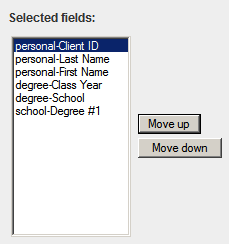 Selected fields:
personal-Client ID
personal-Last Name
personal-First Name
degree-Class Year
degree-School
school-Degree #1
Move up
Move down